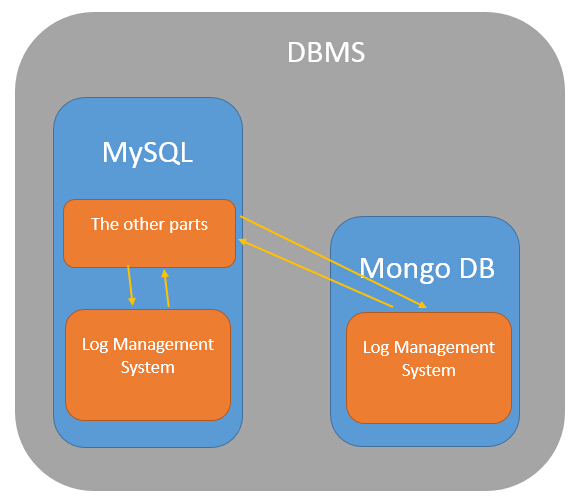 DBMS
MySQL
The other parts
Log Management
System
Mongo DB
Log Management
System